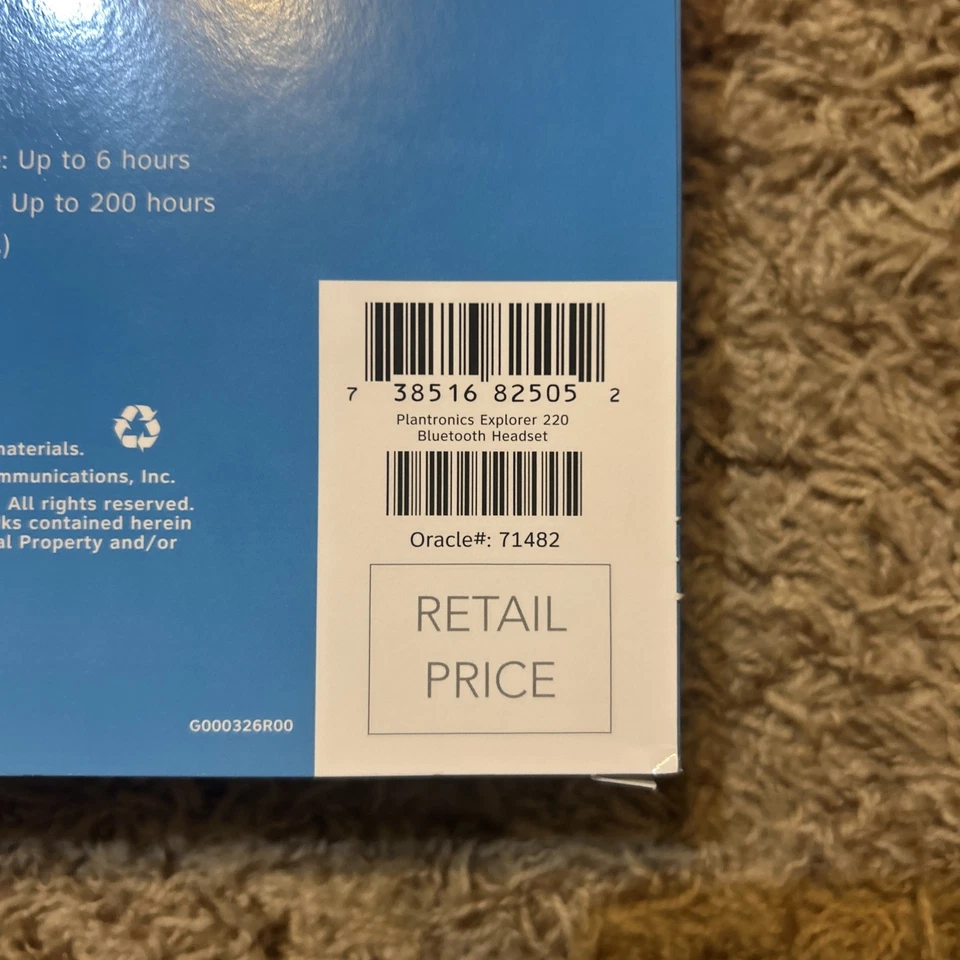 : Up to 6 hours
Up to 200 hours
)
materials.
mmunications, Inc.
All rights reserved.
ks contained herein
al Property and/or
G000326R00
7 38516 82505 2
Plantronics Explorer 220
Bluetooth Headset
Oracle#: 71482
RETAIL
PRICE